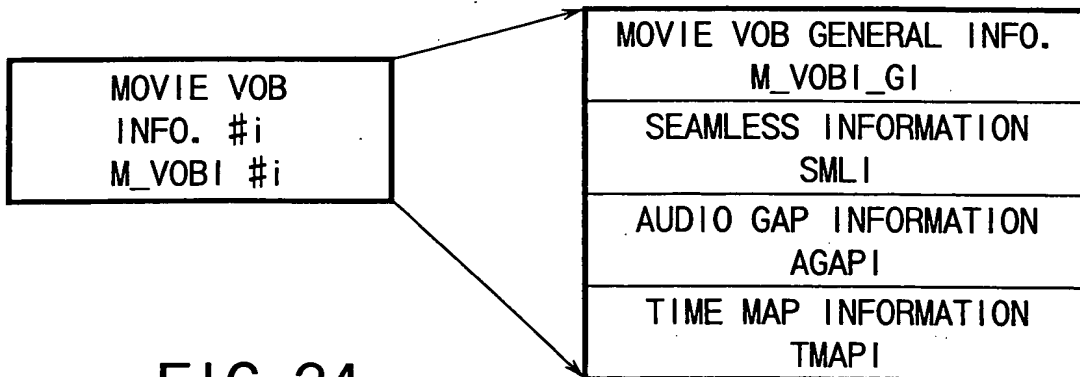 MOVIE VOB
INFO. #i
M_VOBI #i
MOVIE VOB GENERAL INFO.
M_VOBI_GI
SEAMLESS INFORMATION
SMLI
AUDIO GAP INFORMATION
AGAPI
TIME MAP INFORMATION
TMAPI